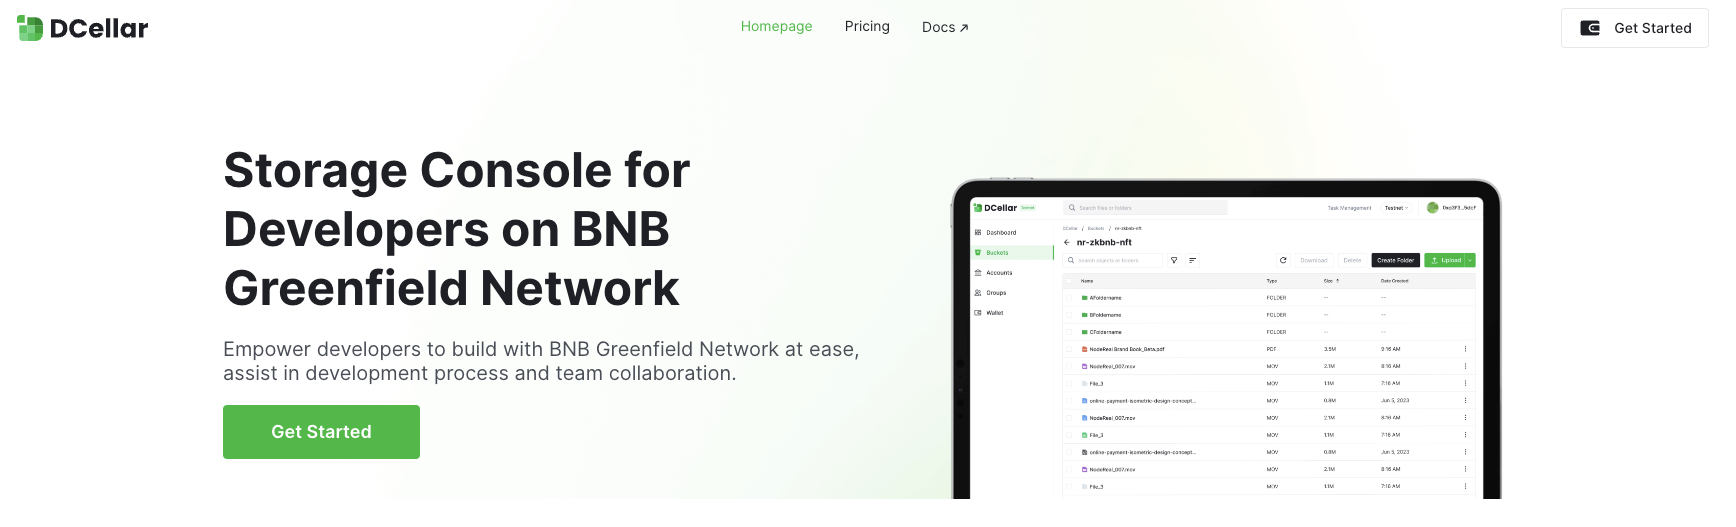 DCellar
Homepage
Pricing
Docs ↗
Get Started
Storage Console for
Developers on BNB
Greenfield Network
Empower developers to build with BNB Greenfield Network at ease,
assist in development process and team collaboration.
Get Started
DCellar Testnet
Search files or folders
Task Management
Testnet
0xc3F3...5dcF
Dashboard
Buckets
Accounts
Groups
Wallet
DCellar / Buckets / nr-zkbnb-nft
nr-zkbnb-nft
Search objects or folders
Download
Delete
Create Folder
Upload
Name Type Size Date Created
AFoldername FOLDER -- --
BFoldername FOLDER -- --
CFoldername FOLDER -- --
NodeReal Brand Book_Beta.pdf PDF 3.5M 9:16 AM
NodeReal_007.mov MOV 2.1M 8:16 AM
File_3 MOV 1.1M 7:16 AM
online-payment-isometric-design-concept... MOV 0.8M Jun 5, 2023
NodeReal_007.mov MOV 2.1M 8:16 AM
File_3 MOV 1.1M 7:16 AM
online-payment-isometric-design-concept... MOV 0.8M Jun 5, 2023
NodeReal_007.mov MOV 2.1M 8:16 AM
File_3 MOV 1.1M 7:16 AM